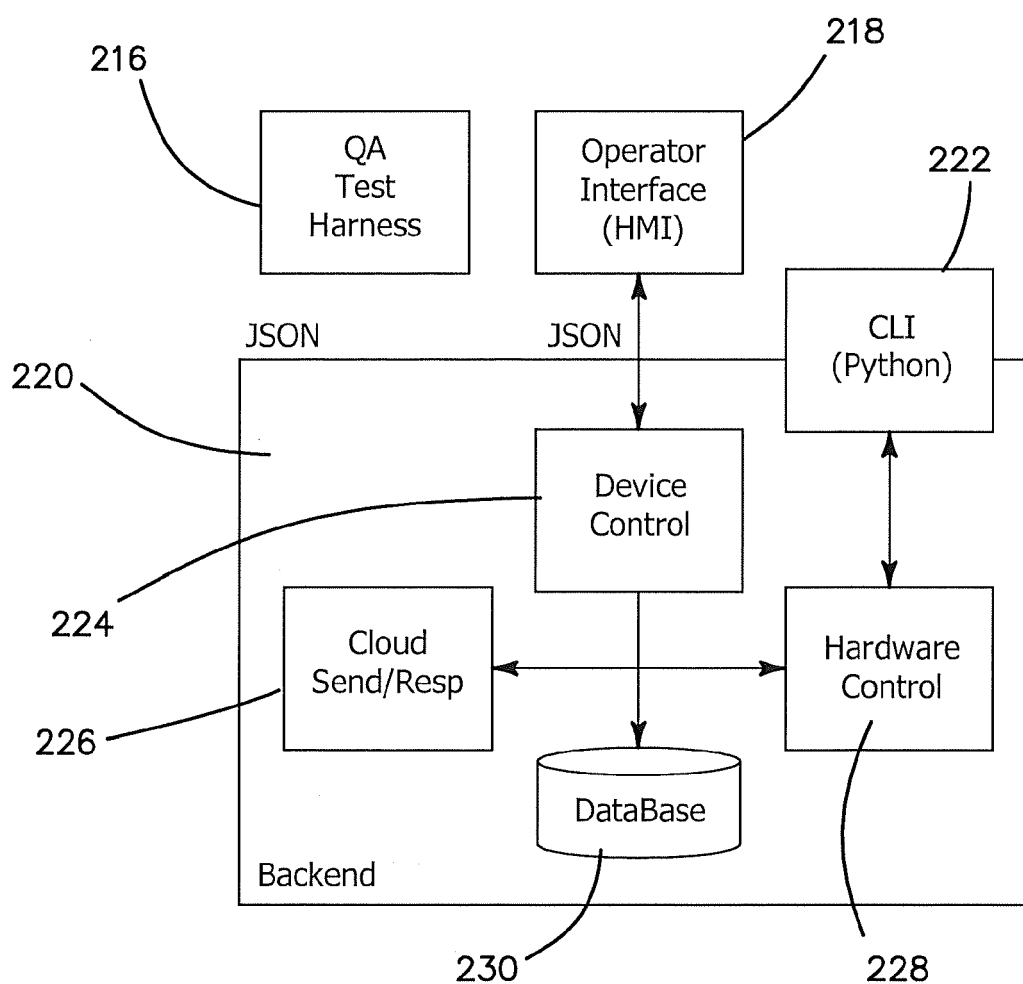 216
218
QA
Test
Harness
Operator
Interface
(HMI)
222
JSON
JSON
CLI
(Python)
220
Device
Control
224
Cloud
Send/Resp
Hardware
Control
226
DataBase
Backend
230
228